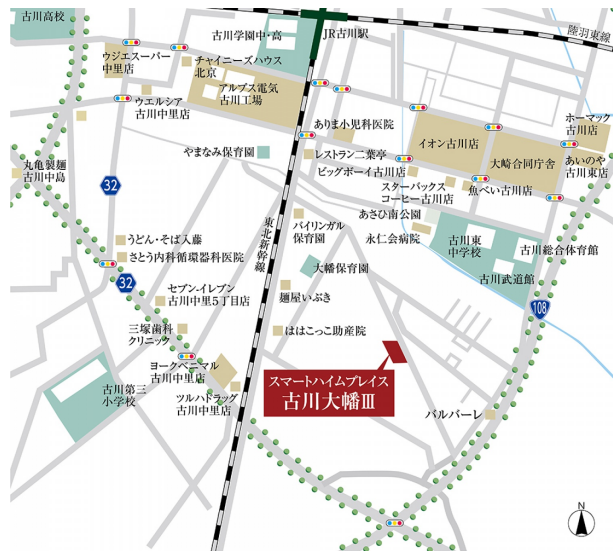 古川高校
古川学園中・高
JR古川駅
陸羽東線
ウジエスーパー
中里店
チャイニーズハウス
北京
アルプス電気
古川工場
ウエルシア
古川中里店
ありま小児科医院
イオン古川店
ホーマック
古川店
大崎合同庁舎
やまなみ保育園
レストラン二葉亭
ビッグボーイ古川店
あいのや
古川東店
丸亀製麺
古川中島
スターバックス
コーヒー古川店
魚べい古川店
32
あさひ南公園
バイリンガル
保育園
永仁会病院
古川東
中学校
古川総合体育館
東北新幹線
うどん・そば入藤
さとう内科循環器科医院
大幡保育園
古川武道館
32
セブン-イレブン
古川中里5丁目店
麺屋いぶき
108
三塚歯科
クリニック
ははこっこ助産院
ヨークベニマル
古川中里店
スマートハイムプレイス
古川大幡Ⅲ
古川第三
小学校
ツルハドラッグ
古川中里店
バルバーレ
N